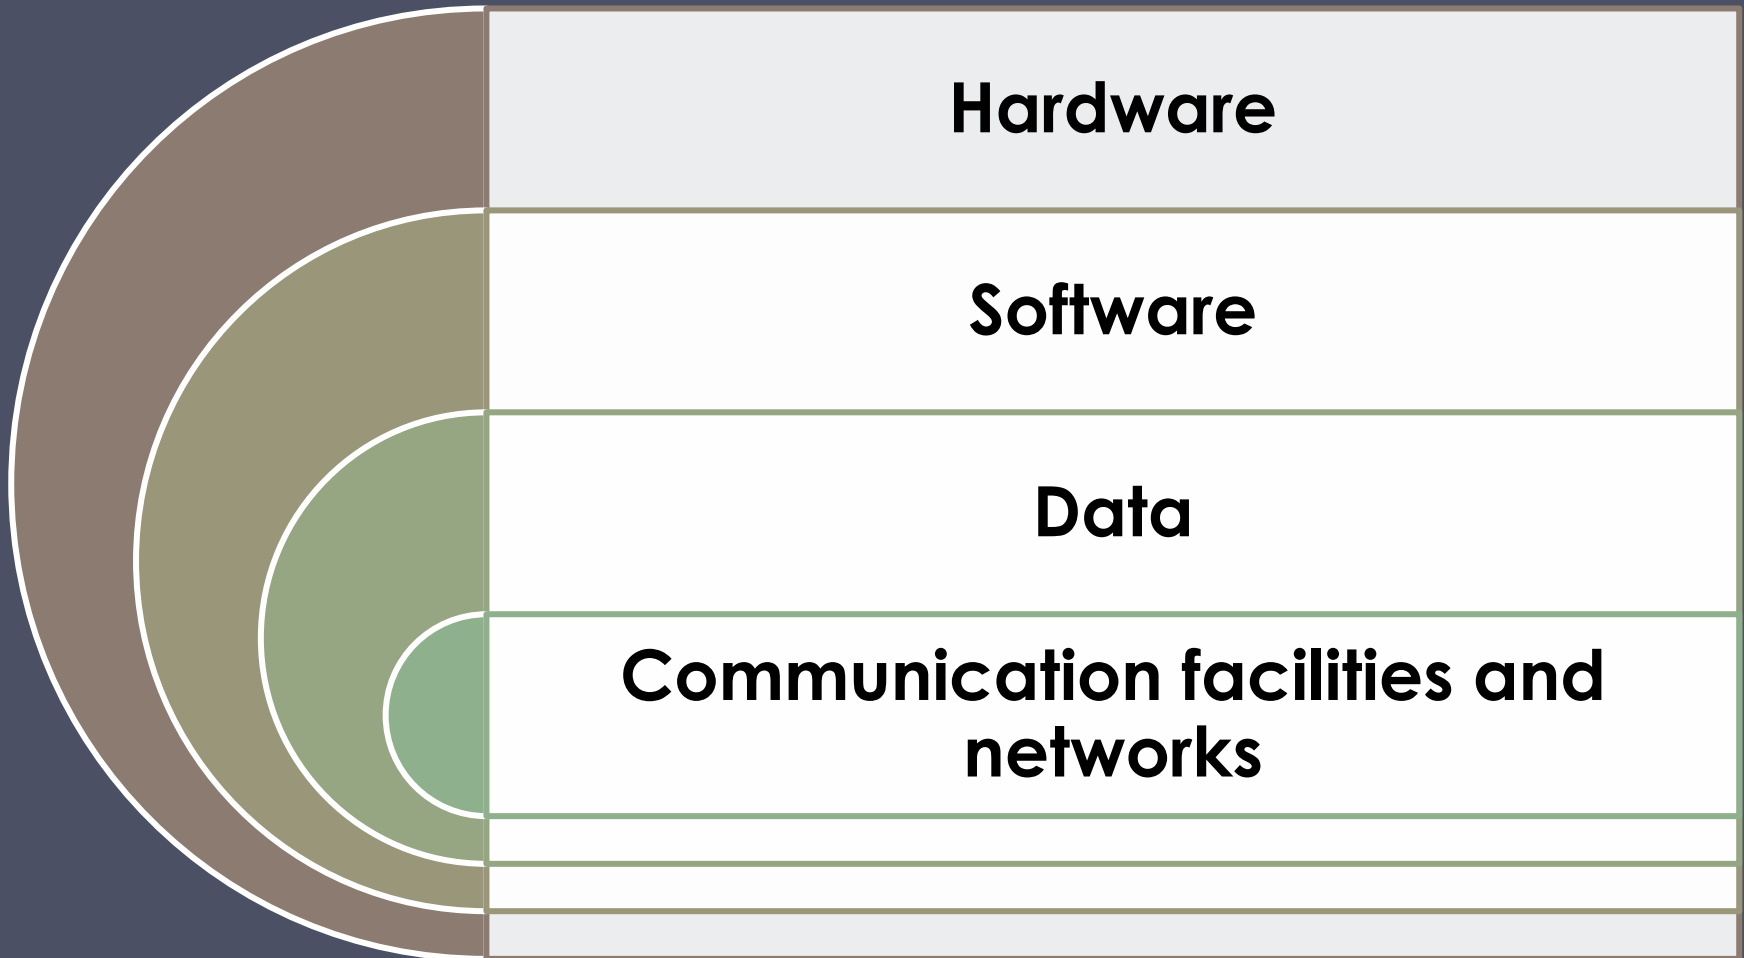 Hardware
Software
Data
Communication facilities and
networks